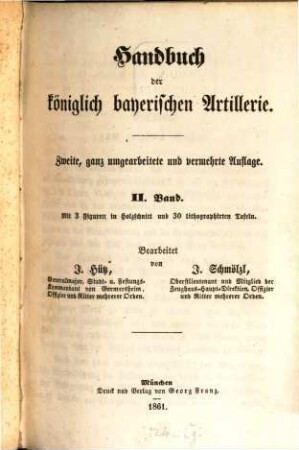 Handbuch
der
königlich bayerischen Artillerie.
Zweite, ganz umgearbeitete und vermehrte Auflage.
II. Band.
Mit 3 Figuren in Holzschnitt und 30 lithographirten Tafeln.
Bearbeitet
von
J. Hütz,
Generalmajor, Stadt- u. Festungs-
Kommandant von Germersheim,
Offizier und Ritter mehrerer Orden.
J. Schmölzl,
Oberstlieutenant und Mitglied der
Zeughaus-Haupt-Direktion, Offizier
und Ritter mehrerer Orden.
München
Druck und Verlag von Georg Franz.
1861.